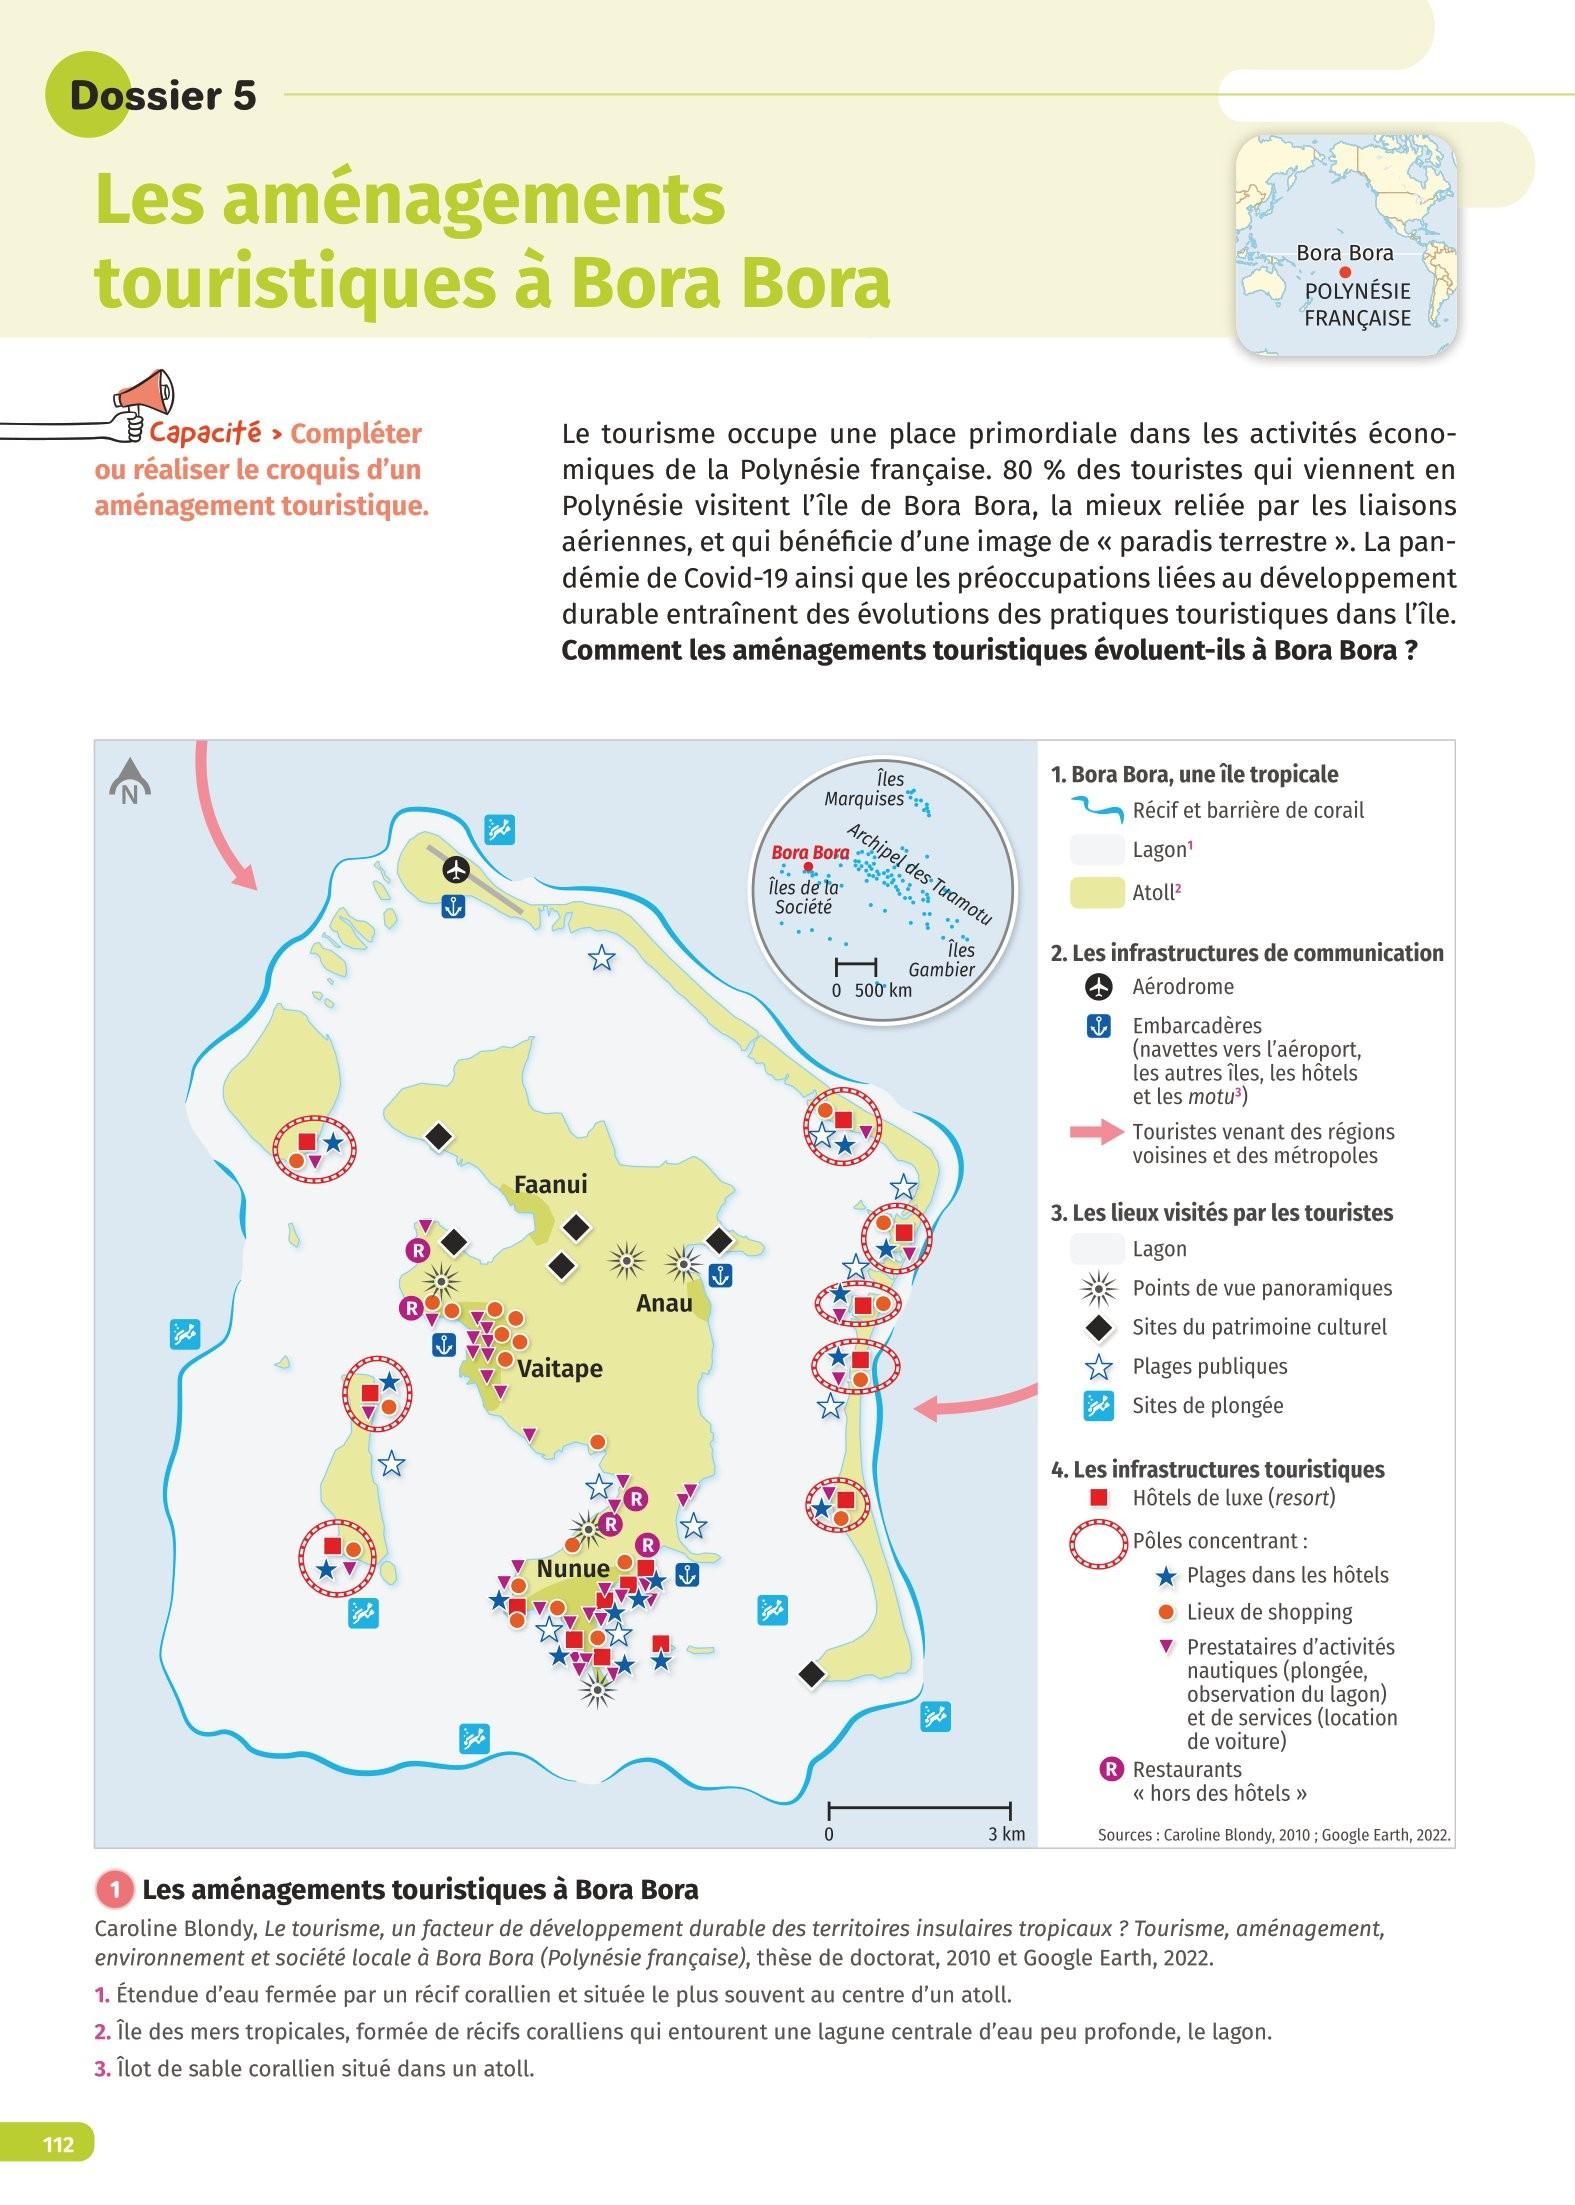 Dossier 5
Les aménagements
touristiques à Bora Bora
Bora Bora
POLYNÉSIE
FRANÇAISE
Capacité > Compléter
ou réaliser le croquis d’un
aménagement touristique.
Le tourisme occupe une place primordiale dans les activités écono-
miques de la Polynésie française. 80 % des touristes qui viennent en
Polynésie visitent l’île de Bora Bora, la mieux reliée par les liaisons
aériennes, et qui bénéficie d’une image de « paradis terrestre ». La pan-
démie de Covid-19 ainsi que les préoccupations liées au développement
durable entraînent des évolutions des pratiques touristiques dans l’île.
Comment les aménagements touristiques évoluent-ils à Bora Bora ?
N
Îles
Marquises
Archipel des Tuamotu
Bora Bora
Îles de la
Société
Îles
Gambier
0 500 km
Faanui
R
Anau
R
Vaitape
R
R
R
Nunue
0 3 km
1. Bora Bora, une île tropicale
Récif et barrière de corail
Lagon1
Atoll2
2. Les infrastructures de communication
Aérodrome
Embarcadères
(navettes vers l’aéroport,
les autres îles, les hôtels
et les motu3)
Touristes venant des régions
voisines et des métropoles
3. Les lieux visités par les touristes
Lagon
Points de vue panoramiques
Sites du patrimoine culturel
Plages publiques
Sites de plongée
4. Les infrastructures touristiques
Hôtels de luxe (resort)
Pôles concentrant :
Plages dans les hôtels
Lieux de shopping
Prestataires d’activités
nautiques (plongée,
observation du lagon)
et de services (location
de voiture)
R Restaurants
« hors des hôtels »
Sources : Caroline Blondy, 2010 ; Google Earth, 2022.
1 Les aménagements touristiques à Bora Bora
Caroline Blondy, Le tourisme, un facteur de développement durable des territoires insulaires tropicaux ? Tourisme, aménagement,
environnement et société locale à Bora Bora (Polynésie française), thèse de doctorat, 2010 et Google Earth, 2022.
1. Étendue d’eau fermée par un récif corallien et située le plus souvent au centre d’un atoll.
2. Île des mers tropicales, formée de récifs coralliens qui entourent une lagune centrale d’eau peu profonde, le lagon.
3. Îlot de sable corallien situé dans un atoll.
112